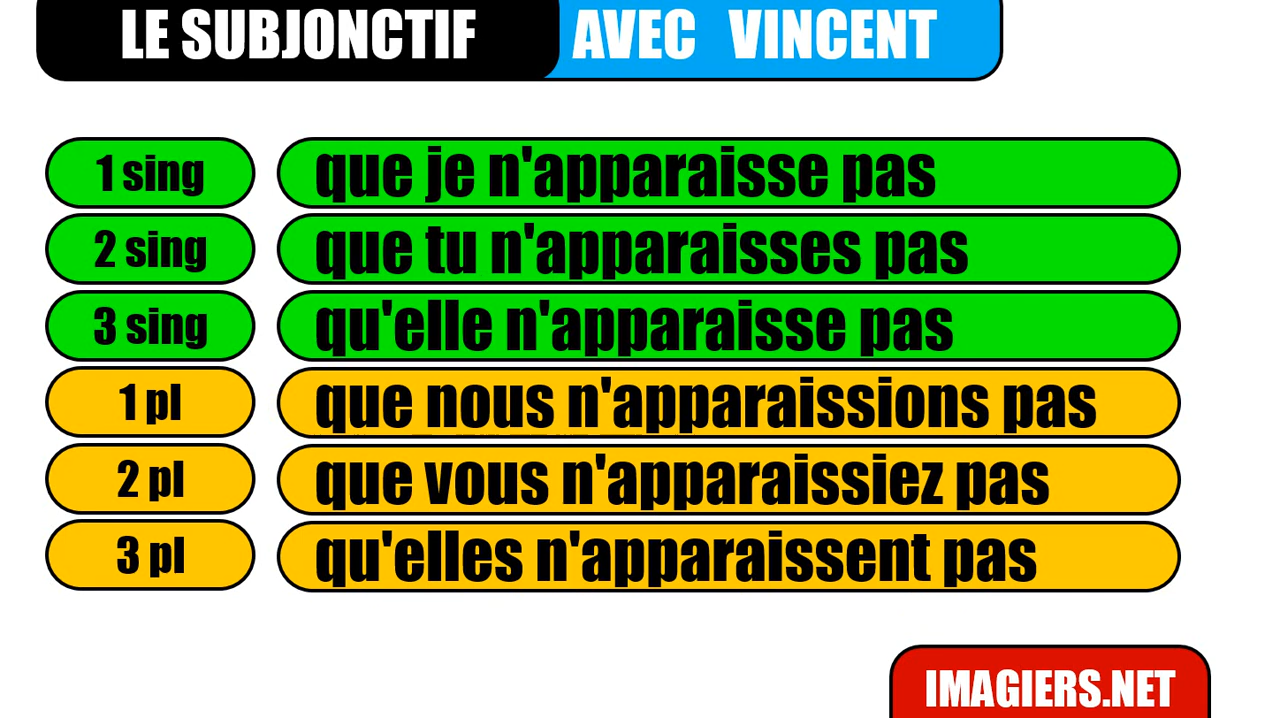 LE SUBJONCTIF AVEC VINCENT
1 sing que je n'apparaisse pas
2 sing que tu n'apparaisses pas
3 sing qu'elle n'apparaisse pas
1 pl que nous n'apparaissions pas
2 pl que vous n'apparaissiez pas
3 pl qu'elles n'apparaissent pas
IMAGIERS.NET